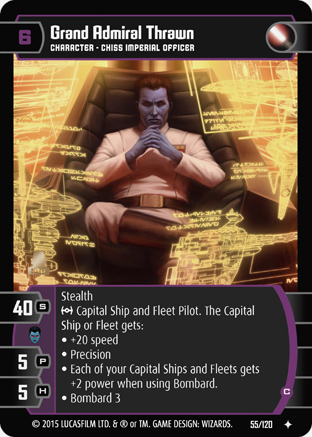 6
Grand Admiral Thrawn
CHARACTER - CHISS IMPERIAL OFFICER
40 S
5 P
5 H
Stealth
Capital Ship and Fleet Pilot. The Capital
Ship or Fleet gets:
• +20 speed
• Precision
• Each of your Capital Ships and Fleets gets
+2 power when using Bombard.
• Bombard 3
C
© 2015 LUCASFILM LTD. & ® or TM. GAME DESIGN: WIZARDS.
55/120